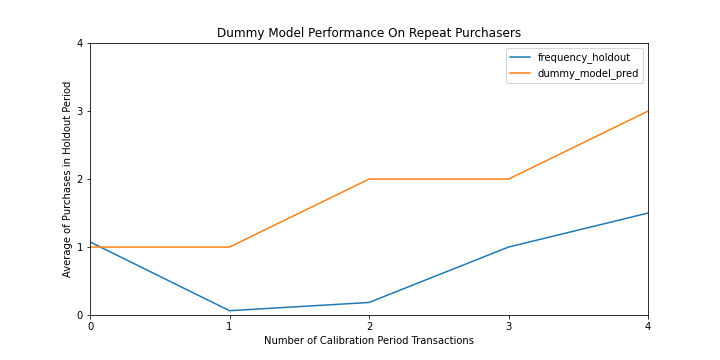 Dummy Model Performance On Repeat Purchasers
frequency_holdout
dummy_model_pred
Average of Purchases in Holdout Period
4
3
2
1
0
0 1 2 3 4
Number of Calibration Period Transactions